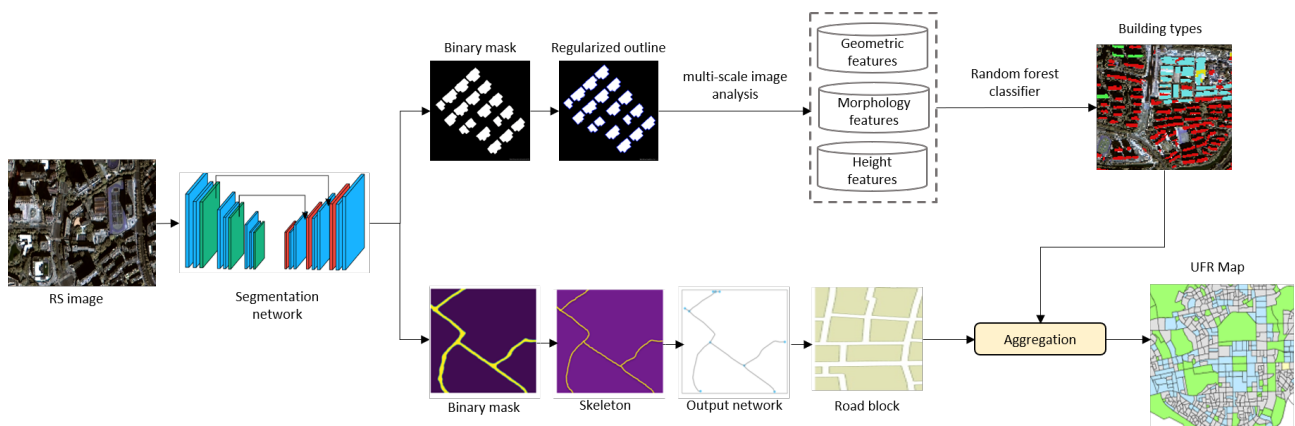 Binary mask
Regularized outline
multi-scale image
analysis
Geometric
features
Morphology
features
Height
features
Random forest
classifier
Building types
RS image
Segmentation
network
Binary mask
Skeleton
Output network
Road block
Aggregation
UFR Map